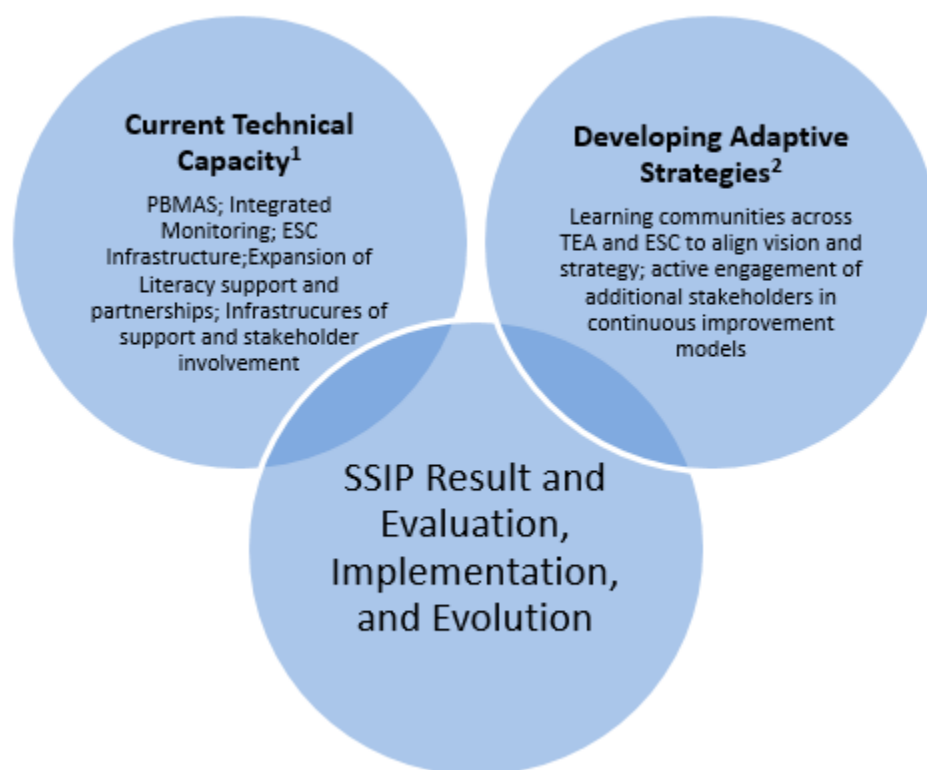 Current Technical
Capacity1
PBMAS; Integrated
Monitoring; ESC
Infrastructure;Expansion of
Literacy support and
partnerships; Infrastrucures of
support and stakeholder
involvement
Developing Adaptive
Strategies2
Learning communities across
TEA and ESC to align vision and
strategy; active engagement of
additional stakeholders in
continuous improvement
models
SSIP Result and
Evaluation,
Implementation,
and Evolution